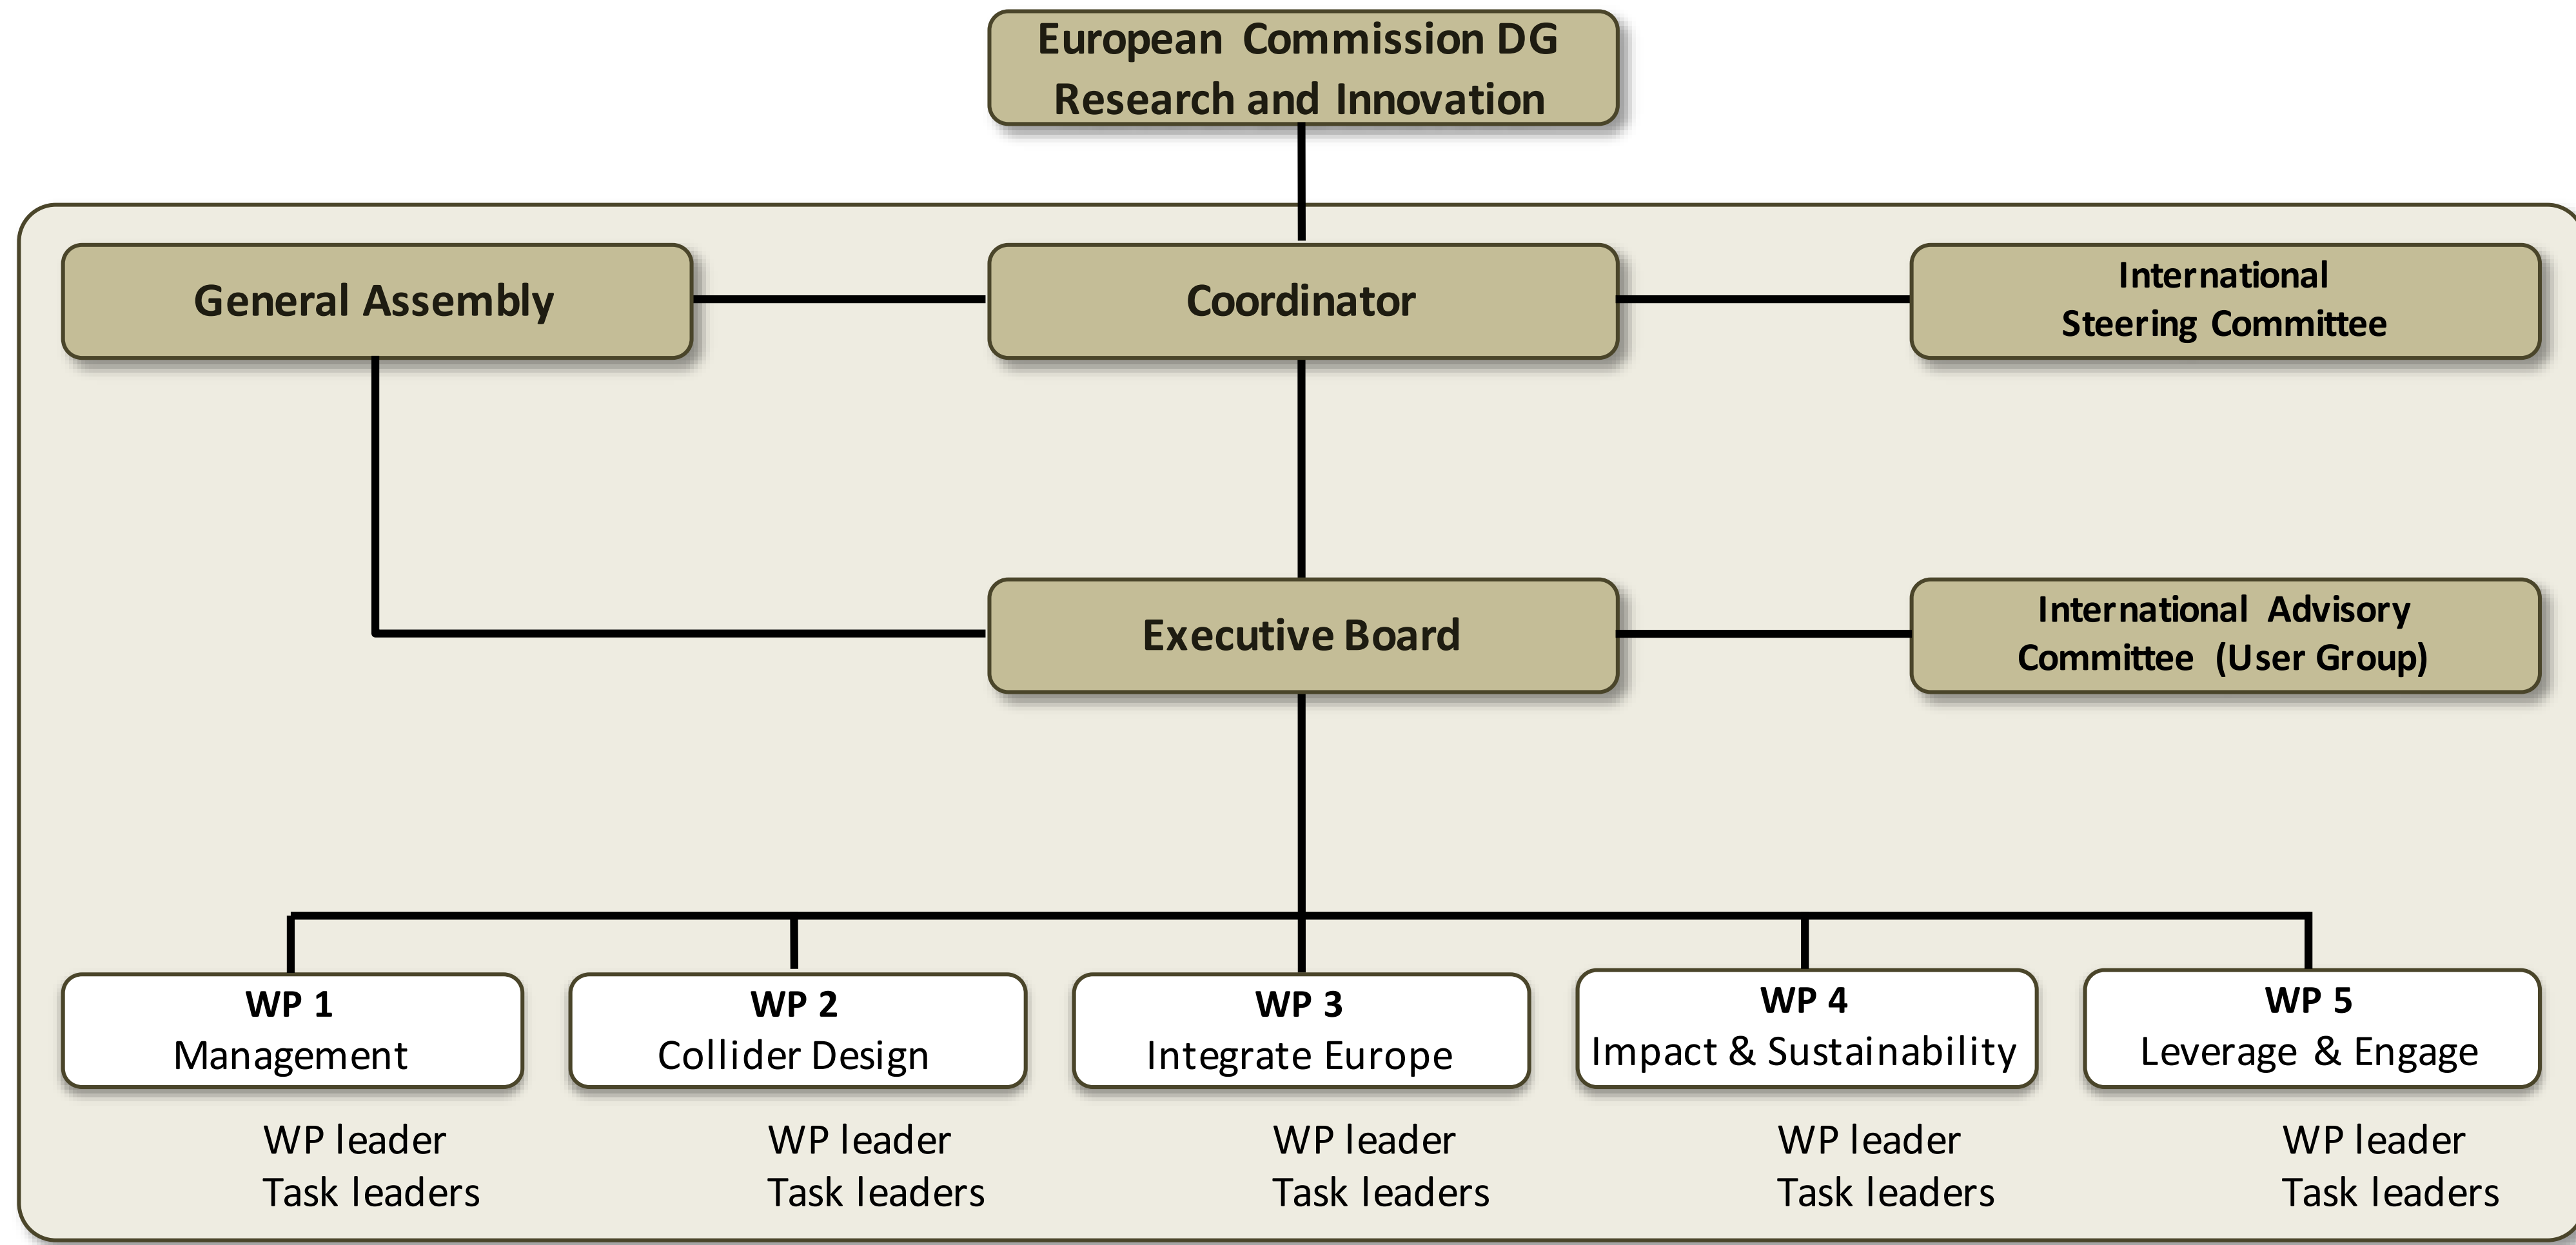 European Commission DG
Research and Innovation
General Assembly
Coordinator
International
Steering Committee
Executive Board
International Advisory
Committee (User Group)
WP 1
Management
WP 2
Collider Design
WP 3
Integrate Europe
WP 4
Impact & Sustainability
WP 5
Leverage & Engage
WP leader
Task leaders
WP leader
Task leaders
WP leader
Task leaders
WP leader
Task leaders
WP leader
Task leaders